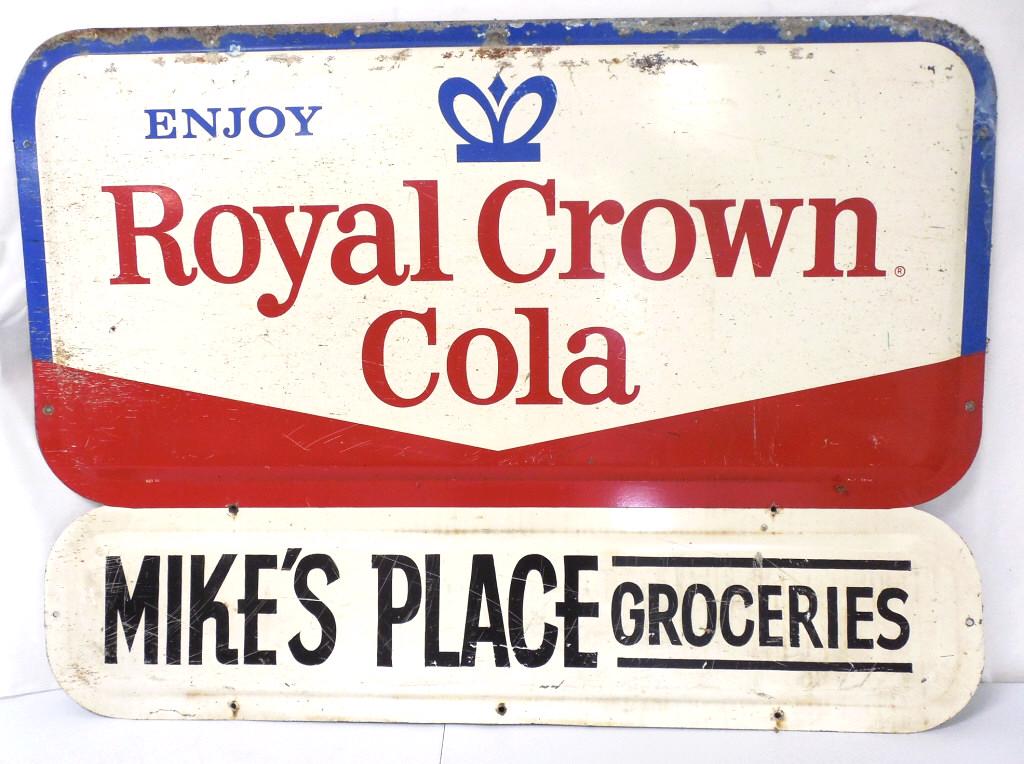 ENJOY
Royal Crown ®
Cola
MIKE'S PLACE GROCERIES